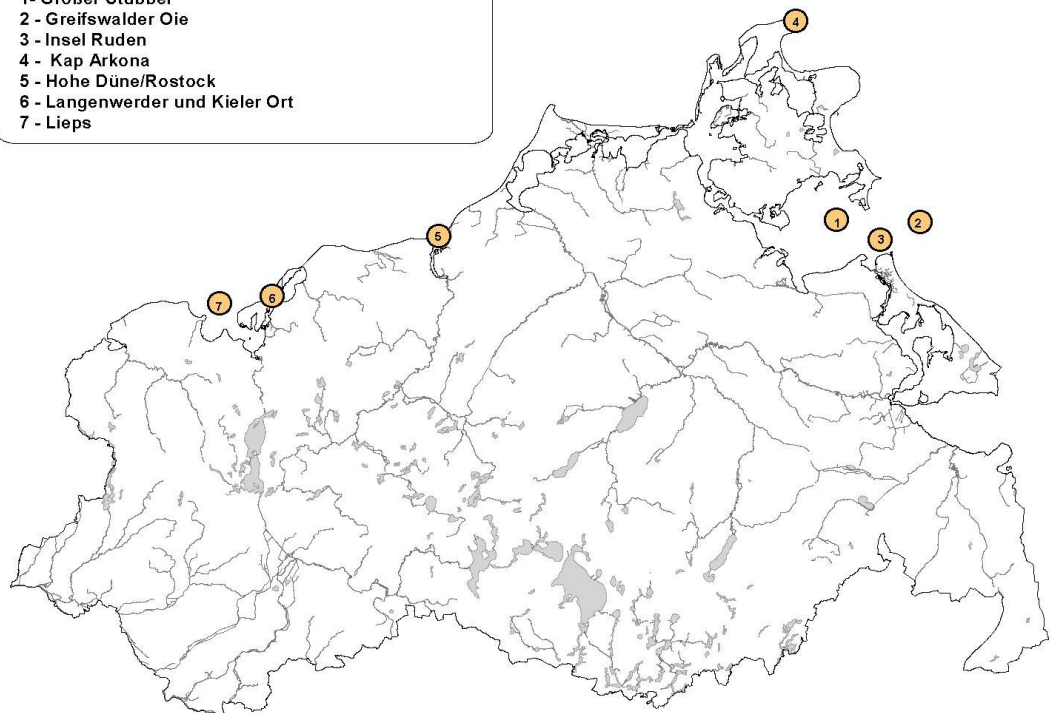 1- Großer Stubber
2 - Greifswalder Oie
3 - Insel Ruden
4 - Kap Arkona
5 - Hohe Düne/Rostock
6 - Langenwerder und Kieler Ort
7 - Lieps
4
1
2
3
5
6
7